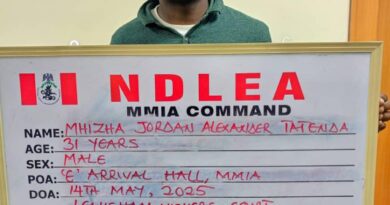 NDLEA
MMIA COMMAND
NAME: MHIZHA JORDAN ALEXANDER TATENDA
AGE: 31 YEARS
SEX: MALE
POA: 'E' ARRIVAL HALL, MMIA
DOA: 14TH MAY, 2025